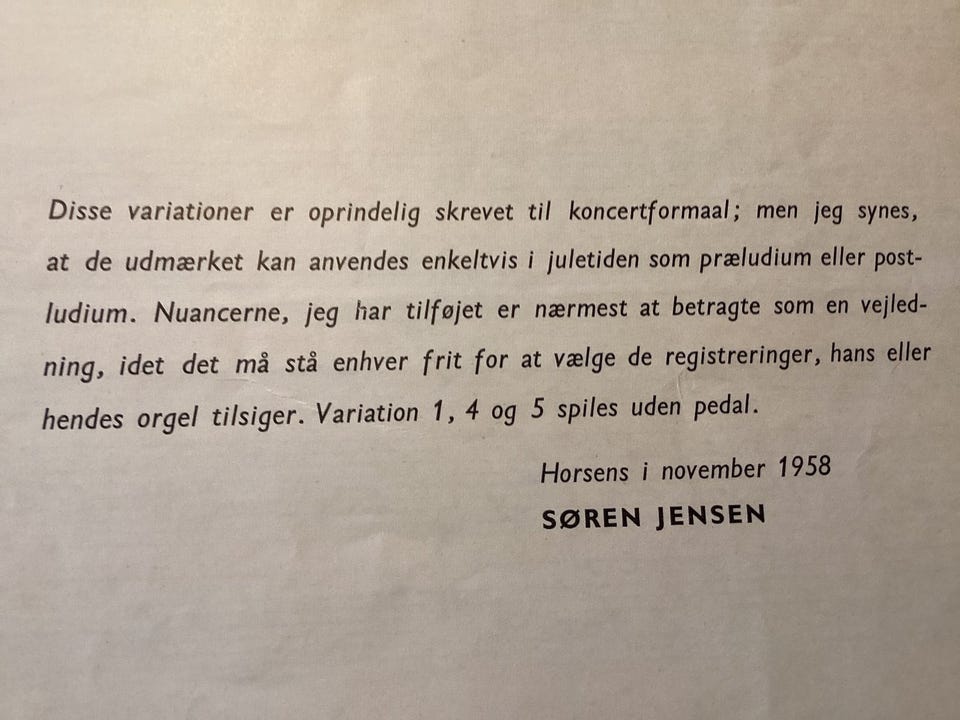 Disse variationer er oprindelig skrevet til koncertformaal; men jeg synes,
at de udmærket kan anvendes enkeltvis i juletiden som præludium eller post-
ludium. Nuancerne, jeg har tilføjet er nærmest at betragte som en vejled-
ning, idet det må stå enhver frit for at vælge de registreringer, hans eller
hendes orgel tilsiger. Variation 1, 4 og 5 spiles uden pedal.
Horsens i november 1958
SØREN JENSEN